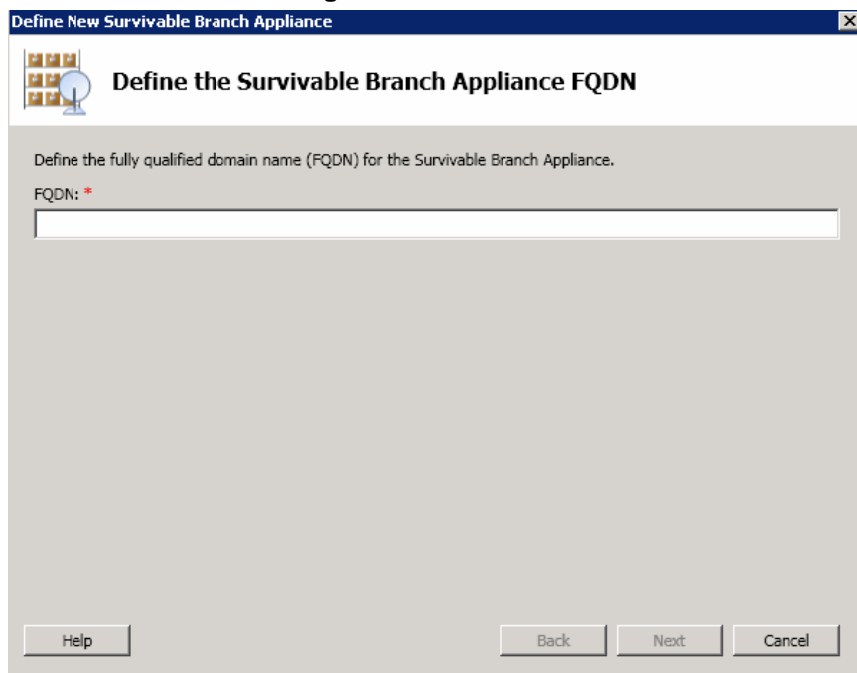 Define New Survivable Branch Appliance
Define the Survivable Branch Appliance FQDN
Define the fully qualified domain name (FQDN) for the Survivable Branch Appliance.
FQDN: *
Help Back Next Cancel